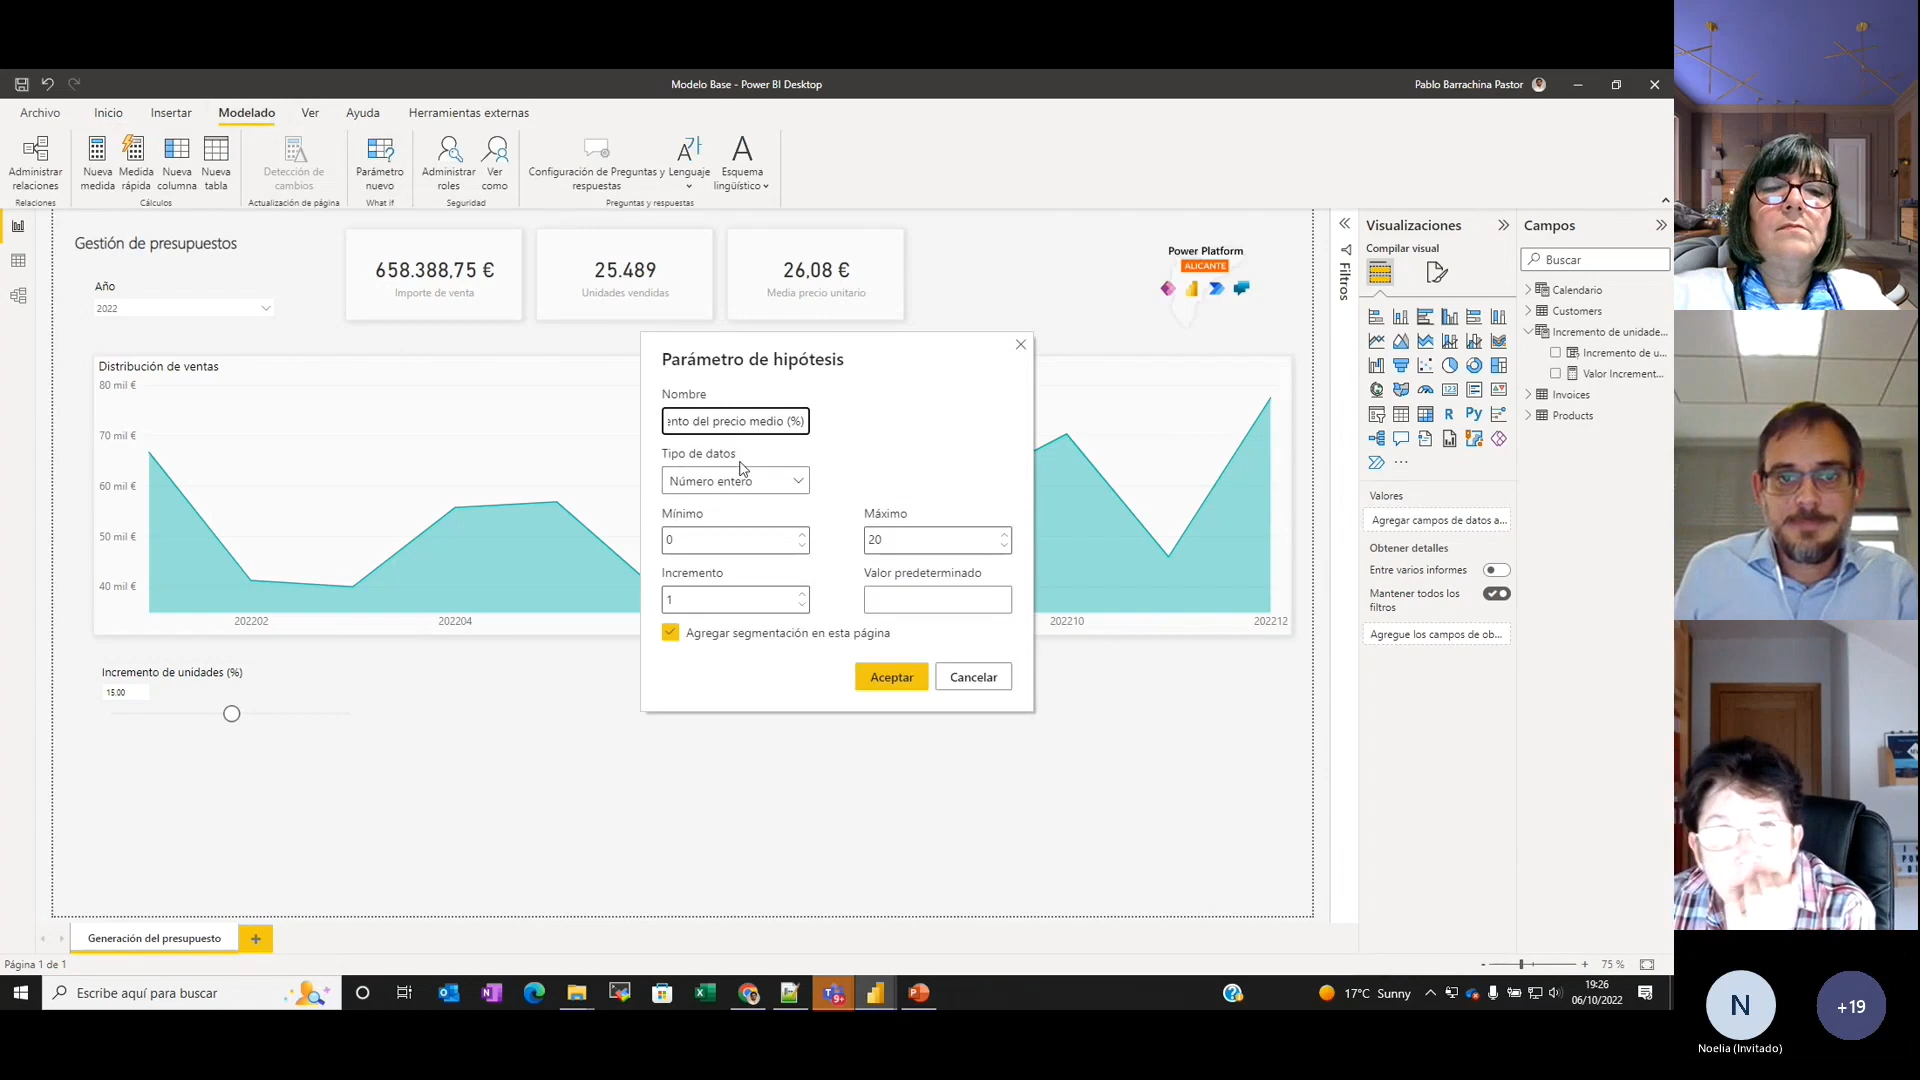 Modelo Base - Power BI Desktop
Pablo Barrachina Pastor
Archivo
Inicio
Insertar
Modelado
Ver
Ayuda
Herramientas externas
Administrar relaciones
Nueva medida
Medida rápida
Nueva columna
Nueva tabla
Detección de cambios
Parámetro nuevo
Administrar roles
Ver como
Configuración de Preguntas y respuestas
Lenguaje
Esquema lingüístico
Relaciones
Cálculos
Actualización de página
What if
Seguridad
Preguntas y respuestas
Gestión de presupuestos
Año
2022
658.388,75 €
Importe de venta
25.489
Unidades vendidas
26,08 €
Media precio unitario
Power Platform
ALICANTE
Distribución de ventas
80 mil €
70 mil €
60 mil €
50 mil €
40 mil €
202202
202204
202210
202212
Parámetro de hipótesis
Nombre
ento del precio medio (%)
Tipo de datos
Número entero
Mínimo
Máximo
0
20
Incremento
Valor predeterminado
1
Agregar segmentación en esta página
Aceptar
Cancelar
Incremento de unidades (%)
15.00
Filtros
Visualizaciones
Compilar visual
Valores
Agregar campos de datos a...
Obtener detalles
Entre varios informes
Mantener todos los filtros
Agregue los campos de ob...
Campos
Buscar
Calendario
Customers
Incremento de unidade...
Incremento de u...
Valor Increment...
Invoices
Products
Generación del presupuesto
Página 1 de 1
75 %
Escribe aquí para buscar
17°C Sunny
19:26
06/10/2022
N
+19
Noelia (Invitado)